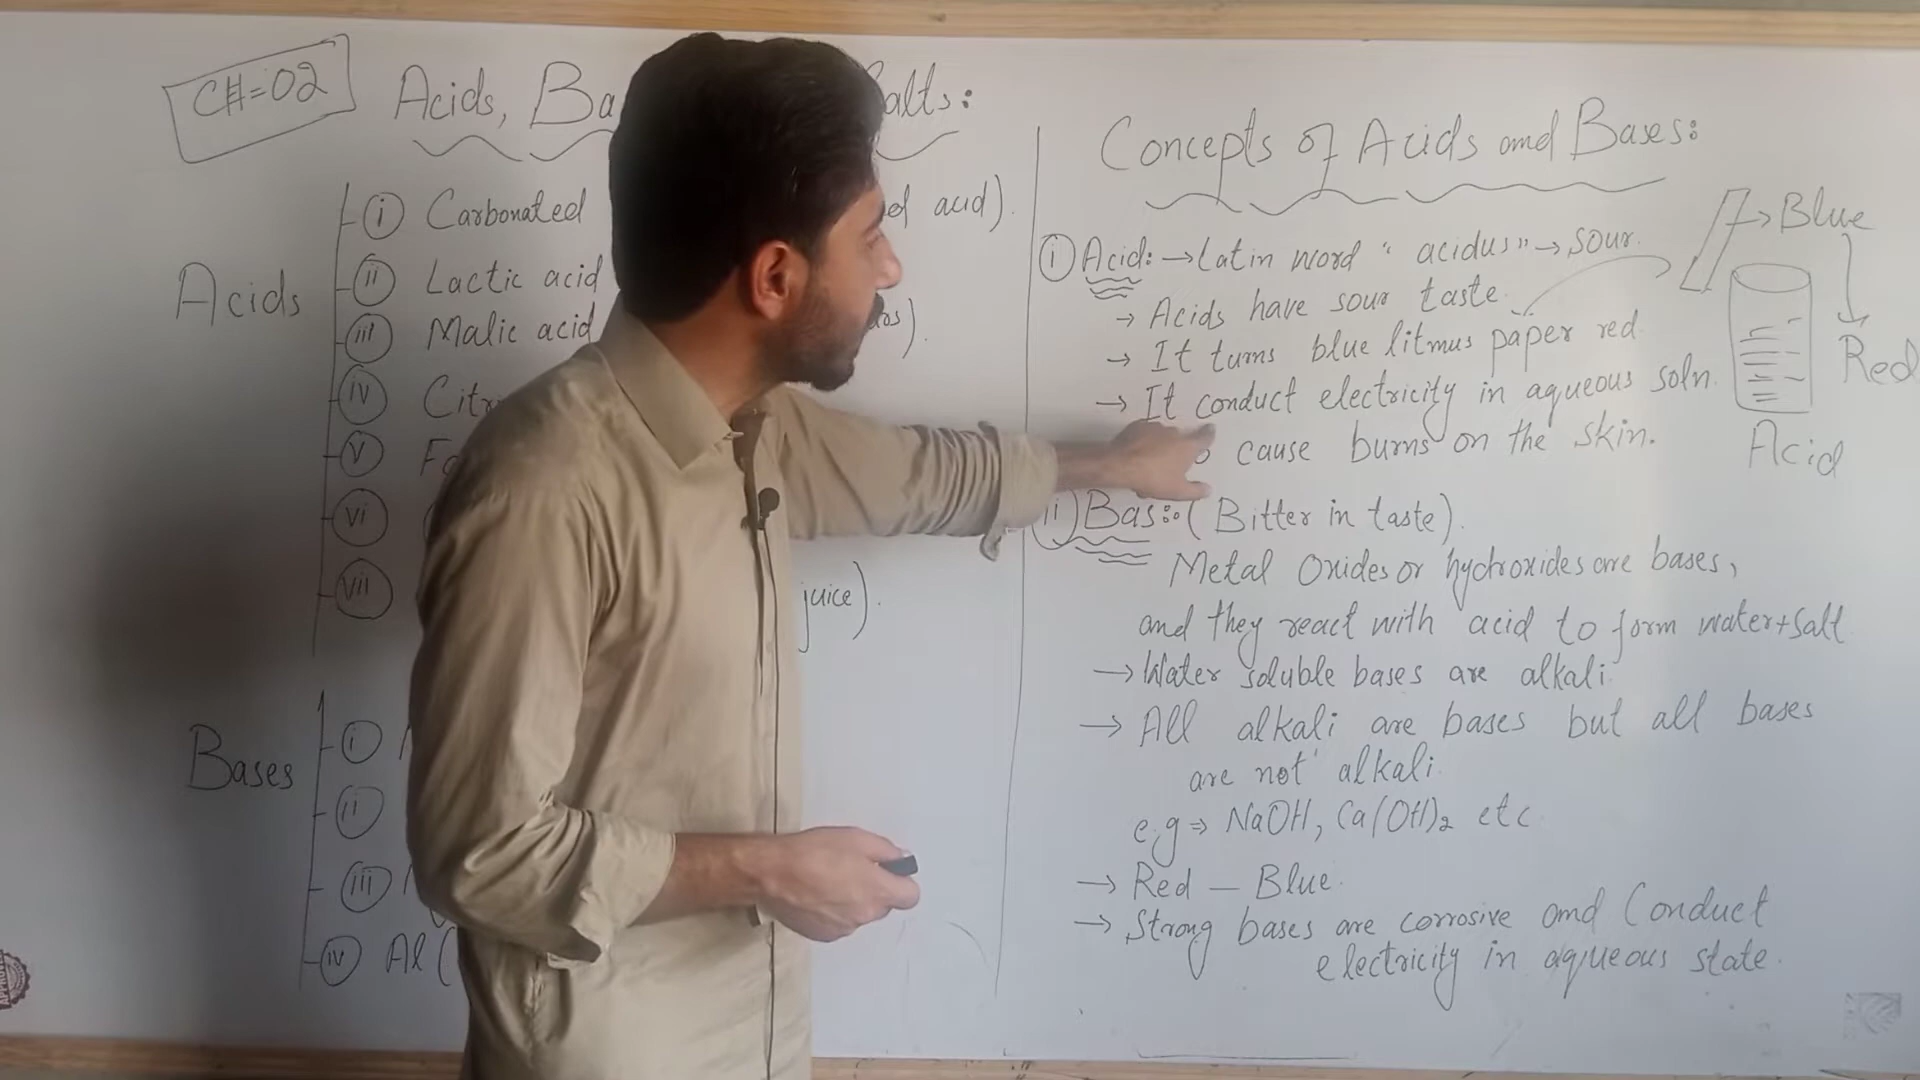 CH=02
Acids, Ba alts:
Acids
i Carbonated ed acid).
ii Lactic acid
iii Malic acid ars).
iv Citr
v
vi
vii juice).
Bases
i
ii
iii
iv Al(
Concepts of Acids and Bases:
i Acid: → Latin word "acidus" → sour.
→ Acids have sour taste
→ It turns blue litmus paper red
→ It conduct electricity in aqueous soln.
cause burns on the skin.
Blue
Red
Acid
ii) Bas:: (Bitter in taste).
Metal Oxides or hydroxides are bases,
and they react with acid to form water + salt
→ Water soluble bases are alkali
→ All alkali are bases but all bases
are not alkali
e.g ⇒ NaOH, Ca(OH)2 etc
→ Red — Blue.
→ Strong bases are corrosive and Conduct
electricity in aqueous state.